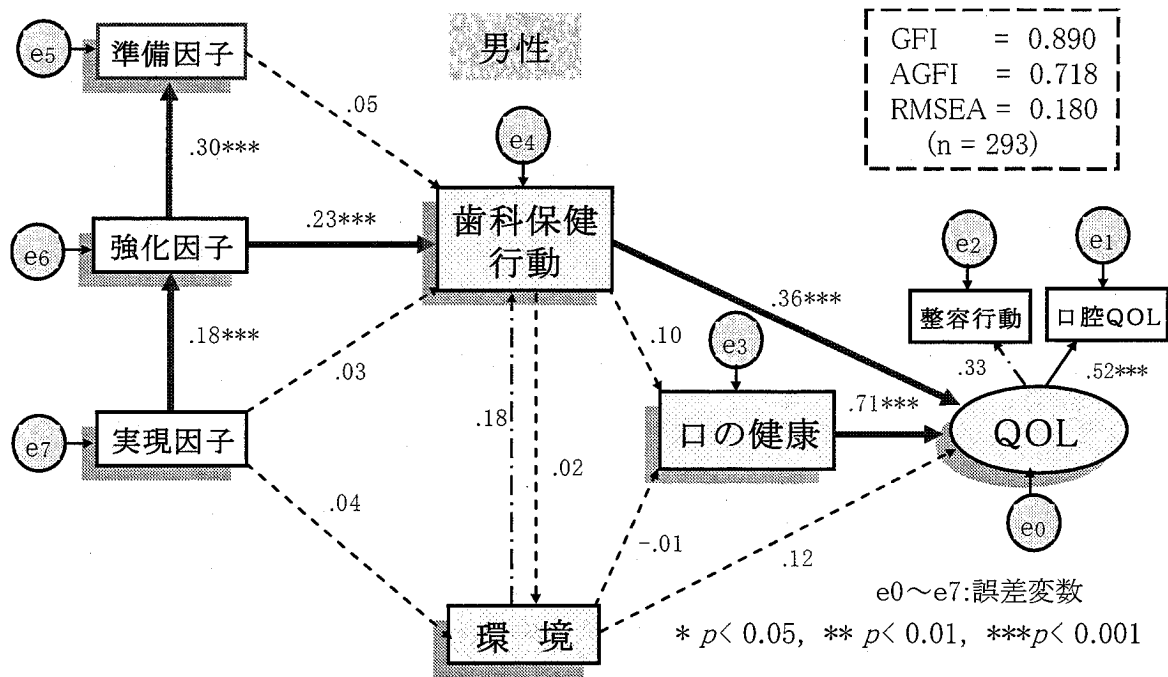 男性
GFI = 0.890
AGFI = 0.718
RMSEA = 0.180
(n = 293)
e5
準備因子
.05
e4
.30***
e6
強化因子
.23***
歯科保健
行動
e2
e1
整容行動
口腔QOL
.36***
.33
.52***
.18***
.03
.10
e3
e7
実現因子
.18
.02
口の健康
.71***
QOL
.04
-.01
.12
e0
環 境
e0～e7:誤差変数
* p< 0.05, ** p< 0.01, ***p< 0.001